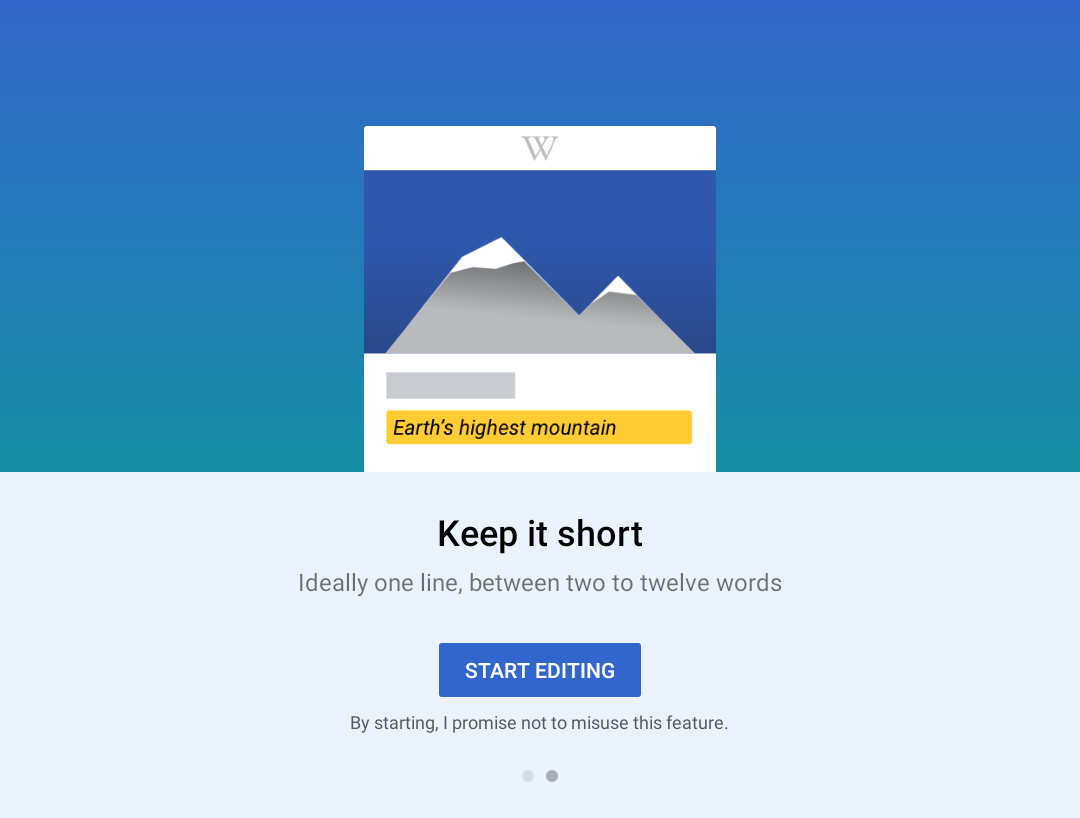 W
Earth's highest mountain
Keep it short
Ideally one line, between two to twelve words
START EDITING
By starting, I promise not to misuse this feature.